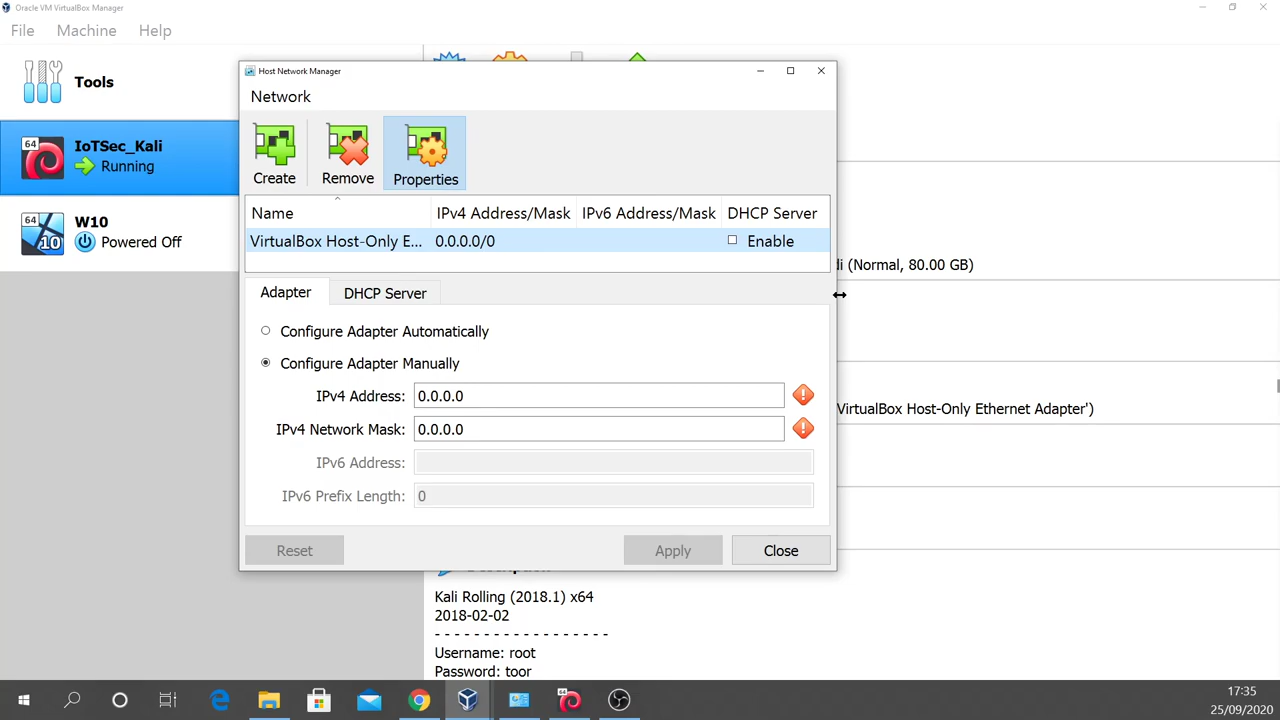 Oracle VM VirtualBox Manager
File Machine Help
Tools
64
IoTSec_Kali
Running
64
10
W10
Powered Off
Host Network Manager
Network
Create
Remove
Properties
Name IPv4 Address/Mask IPv6 Address/Mask DHCP Server
VirtualBox Host-Only E... 0.0.0.0/0 Enable
Adapter DHCP Server
Configure Adapter Automatically
Configure Adapter Manually
IPv4 Address: 0.0.0.0
IPv4 Network Mask: 0.0.0.0
IPv6 Address:
IPv6 Prefix Length: 0
Reset Apply Close
(Normal, 80.00 GB)
VirtualBox Host-Only Ethernet Adapter')
Kali Rolling (2018.1) x64
2018-02-02
- - - - - - - - - - - - - - - - - -
Username: root
Password: toor
64
17:35
25/09/2020